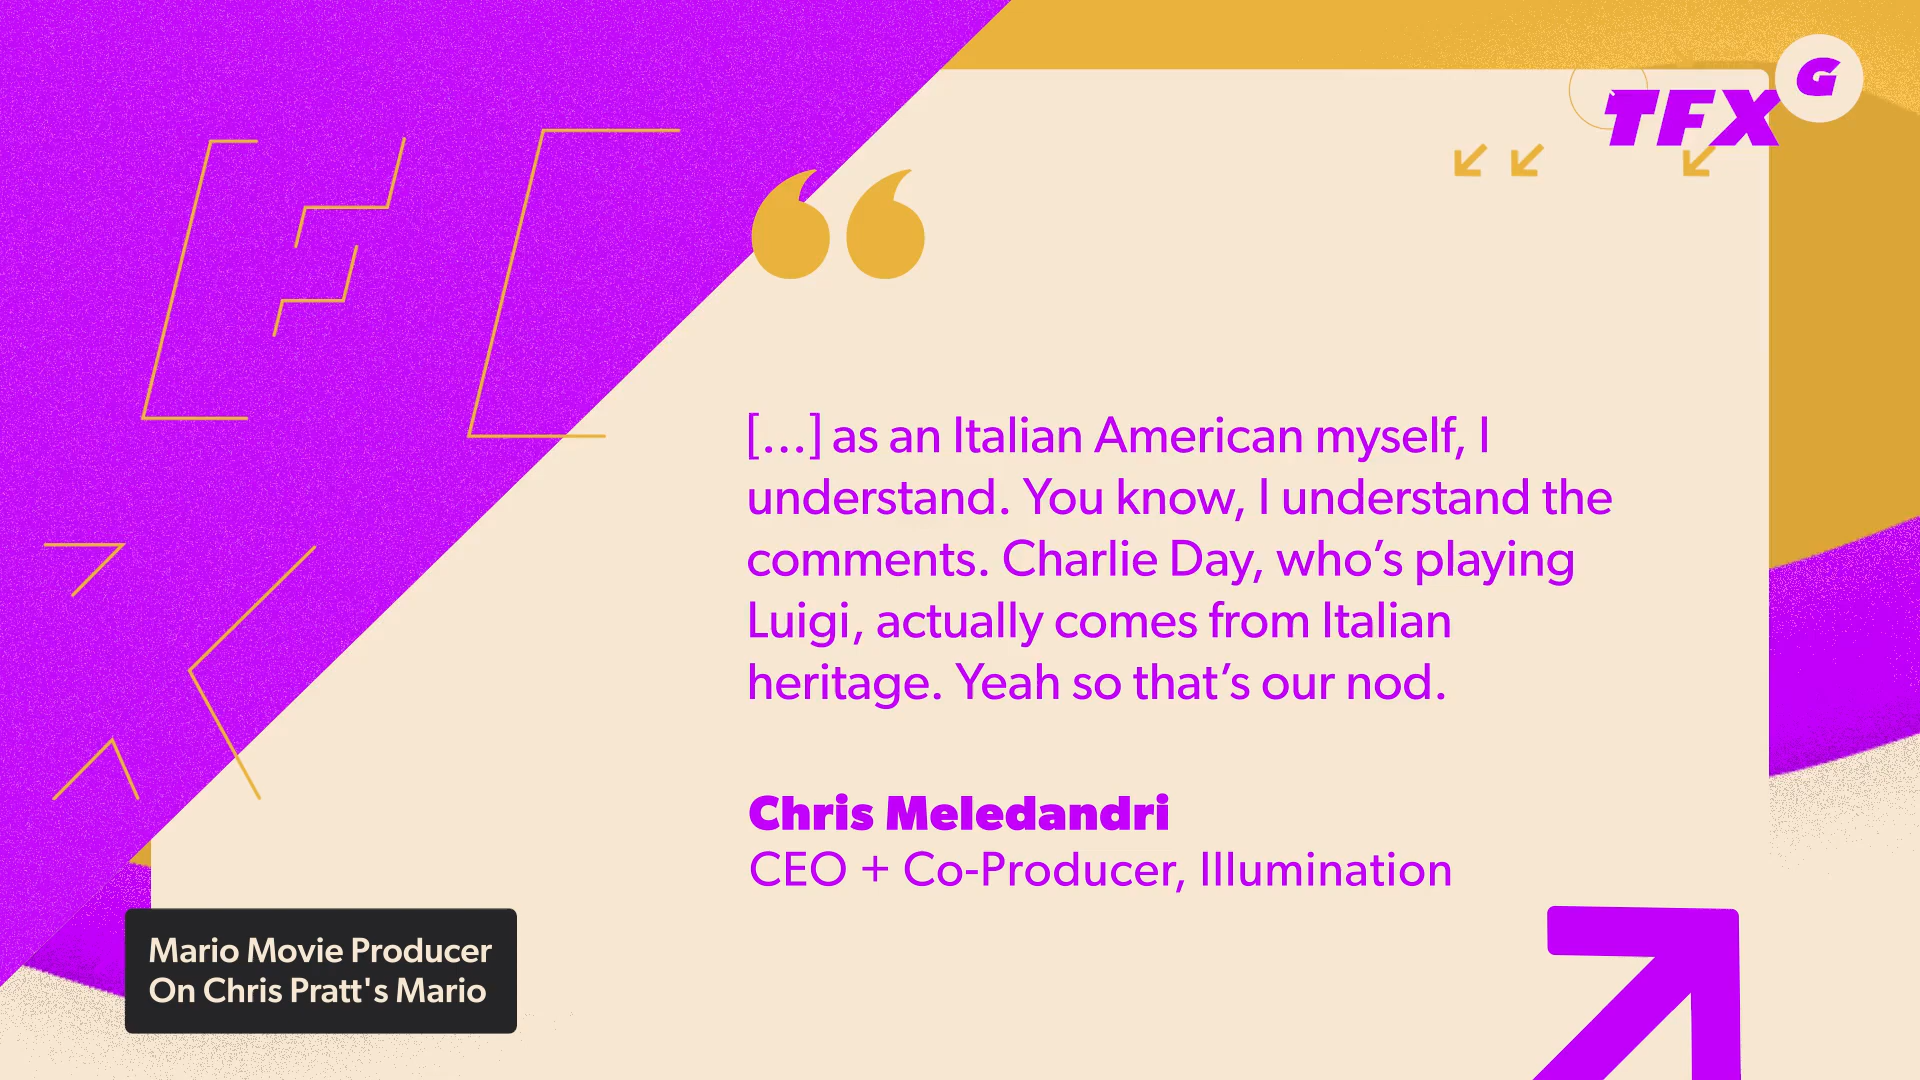 TFX
G
[...] as an Italian American myself, I
understand. You know, I understand the
comments. Charlie Day, who’s playing
Luigi, actually comes from Italian
heritage. Yeah so that’s our nod.
Chris Meledandri
CEO + Co-Producer, Illumination
Mario Movie Producer
On Chris Pratt's Mario